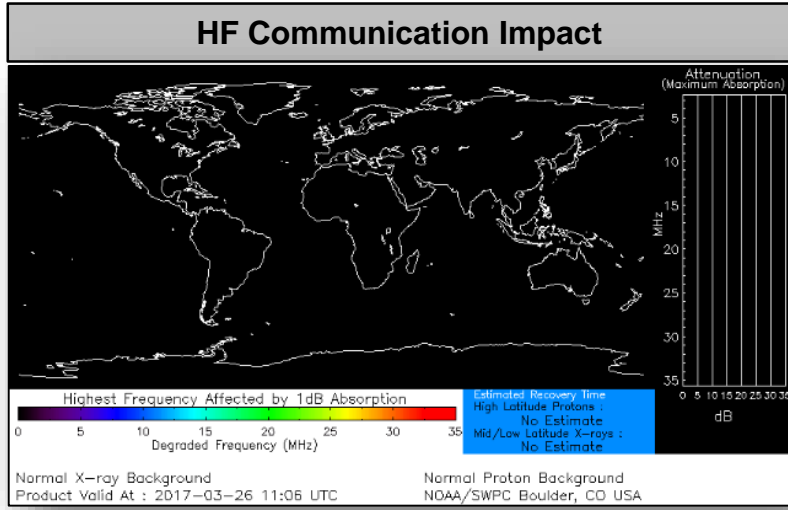 HF Communication Impact
Attenuation
(Maximum Absorption)
5
10
15
20
25
30
35
MHz
0 5 10 15 20 25 30 35
dB
Highest Frequency Affected by 1dB Absorption
0 5 10 15 20 25 30 35
Degraded Frequency (MHz)
Estimated Recovery Time
High Latitude Protons :
No Estimate
Mid/Low Latitude X-rays :
No Estimate
Normal X-ray Background
Normal Proton Background
Product Valid At : 2017-03-26 11:06 UTC
NOAA/SWPC Boulder, CO USA